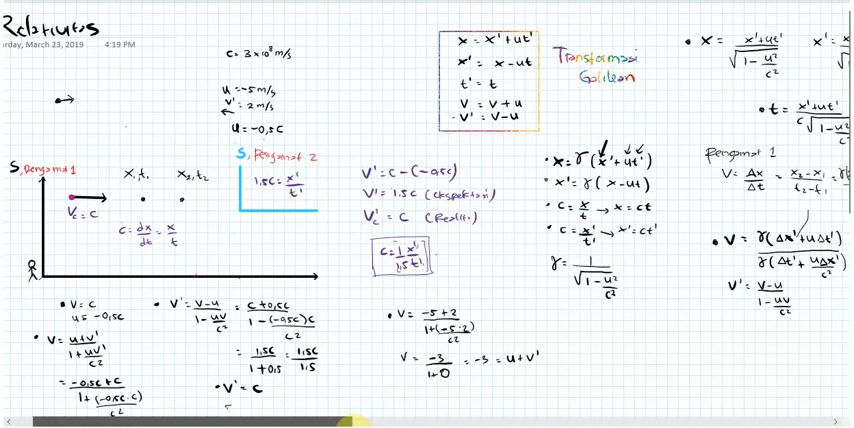 Relativitas
rday, March 23, 2019 4:19 PM
c = 3 × 10⁸ m/s
u = -5 m/s
v' = 2 m/s
u = -0,5c
S, Pengamat 1
x₁, t₁
x₂, t₂
V_c = c
c = dx/dt = x/t
S, Pengamat 2
1,5c = x'/t'
x = x' + ut'
x' = x - ut
t' = t
V = V + u
V' = V - u
Transformasi
Galilean
V' = c - (-0,5c)
V' = 1.5c (Ekspektasi)
V'_c = c (Realita)
c = 1/1.5 x'/t'
• V = c
u = -0,5c
• V = (u + v')/(1 + uv'/c²)
= (-0,5c + c)/(1 + (-0,5c·c)/c²)
• V' = (V - u)/(1 - uv/c²) = (c + 0,5c)/(1 - (-0,5c)c/c²)
= 1,5c/(1 + 0,5) = 1,5c/1,5
• V' = c
• V = (-5 + 2)/(1 + (-5·2)/c²)
V = -3/(1 + 0) = -3 = u + v'
• x = γ(x' + ut')
• x' = γ(x - ut)
• c = x/t → x = ct
• c = x'/t' → x' = ct'
γ = 1/√(1 - u²/c²)
• x = (x' + ut')/√(1 - u²/c²)
x' =
• t = (x' + ut')/(c√(1 - u²/c²))
Pengamat 1
V = Δx/Δt = (x₂ - x₁)/(t₂ - t₁) =
• V = γ(Δx' + uΔt')/γ(Δt' + uΔx'/c²)
V' = (V - u)/(1 - uv/c²)